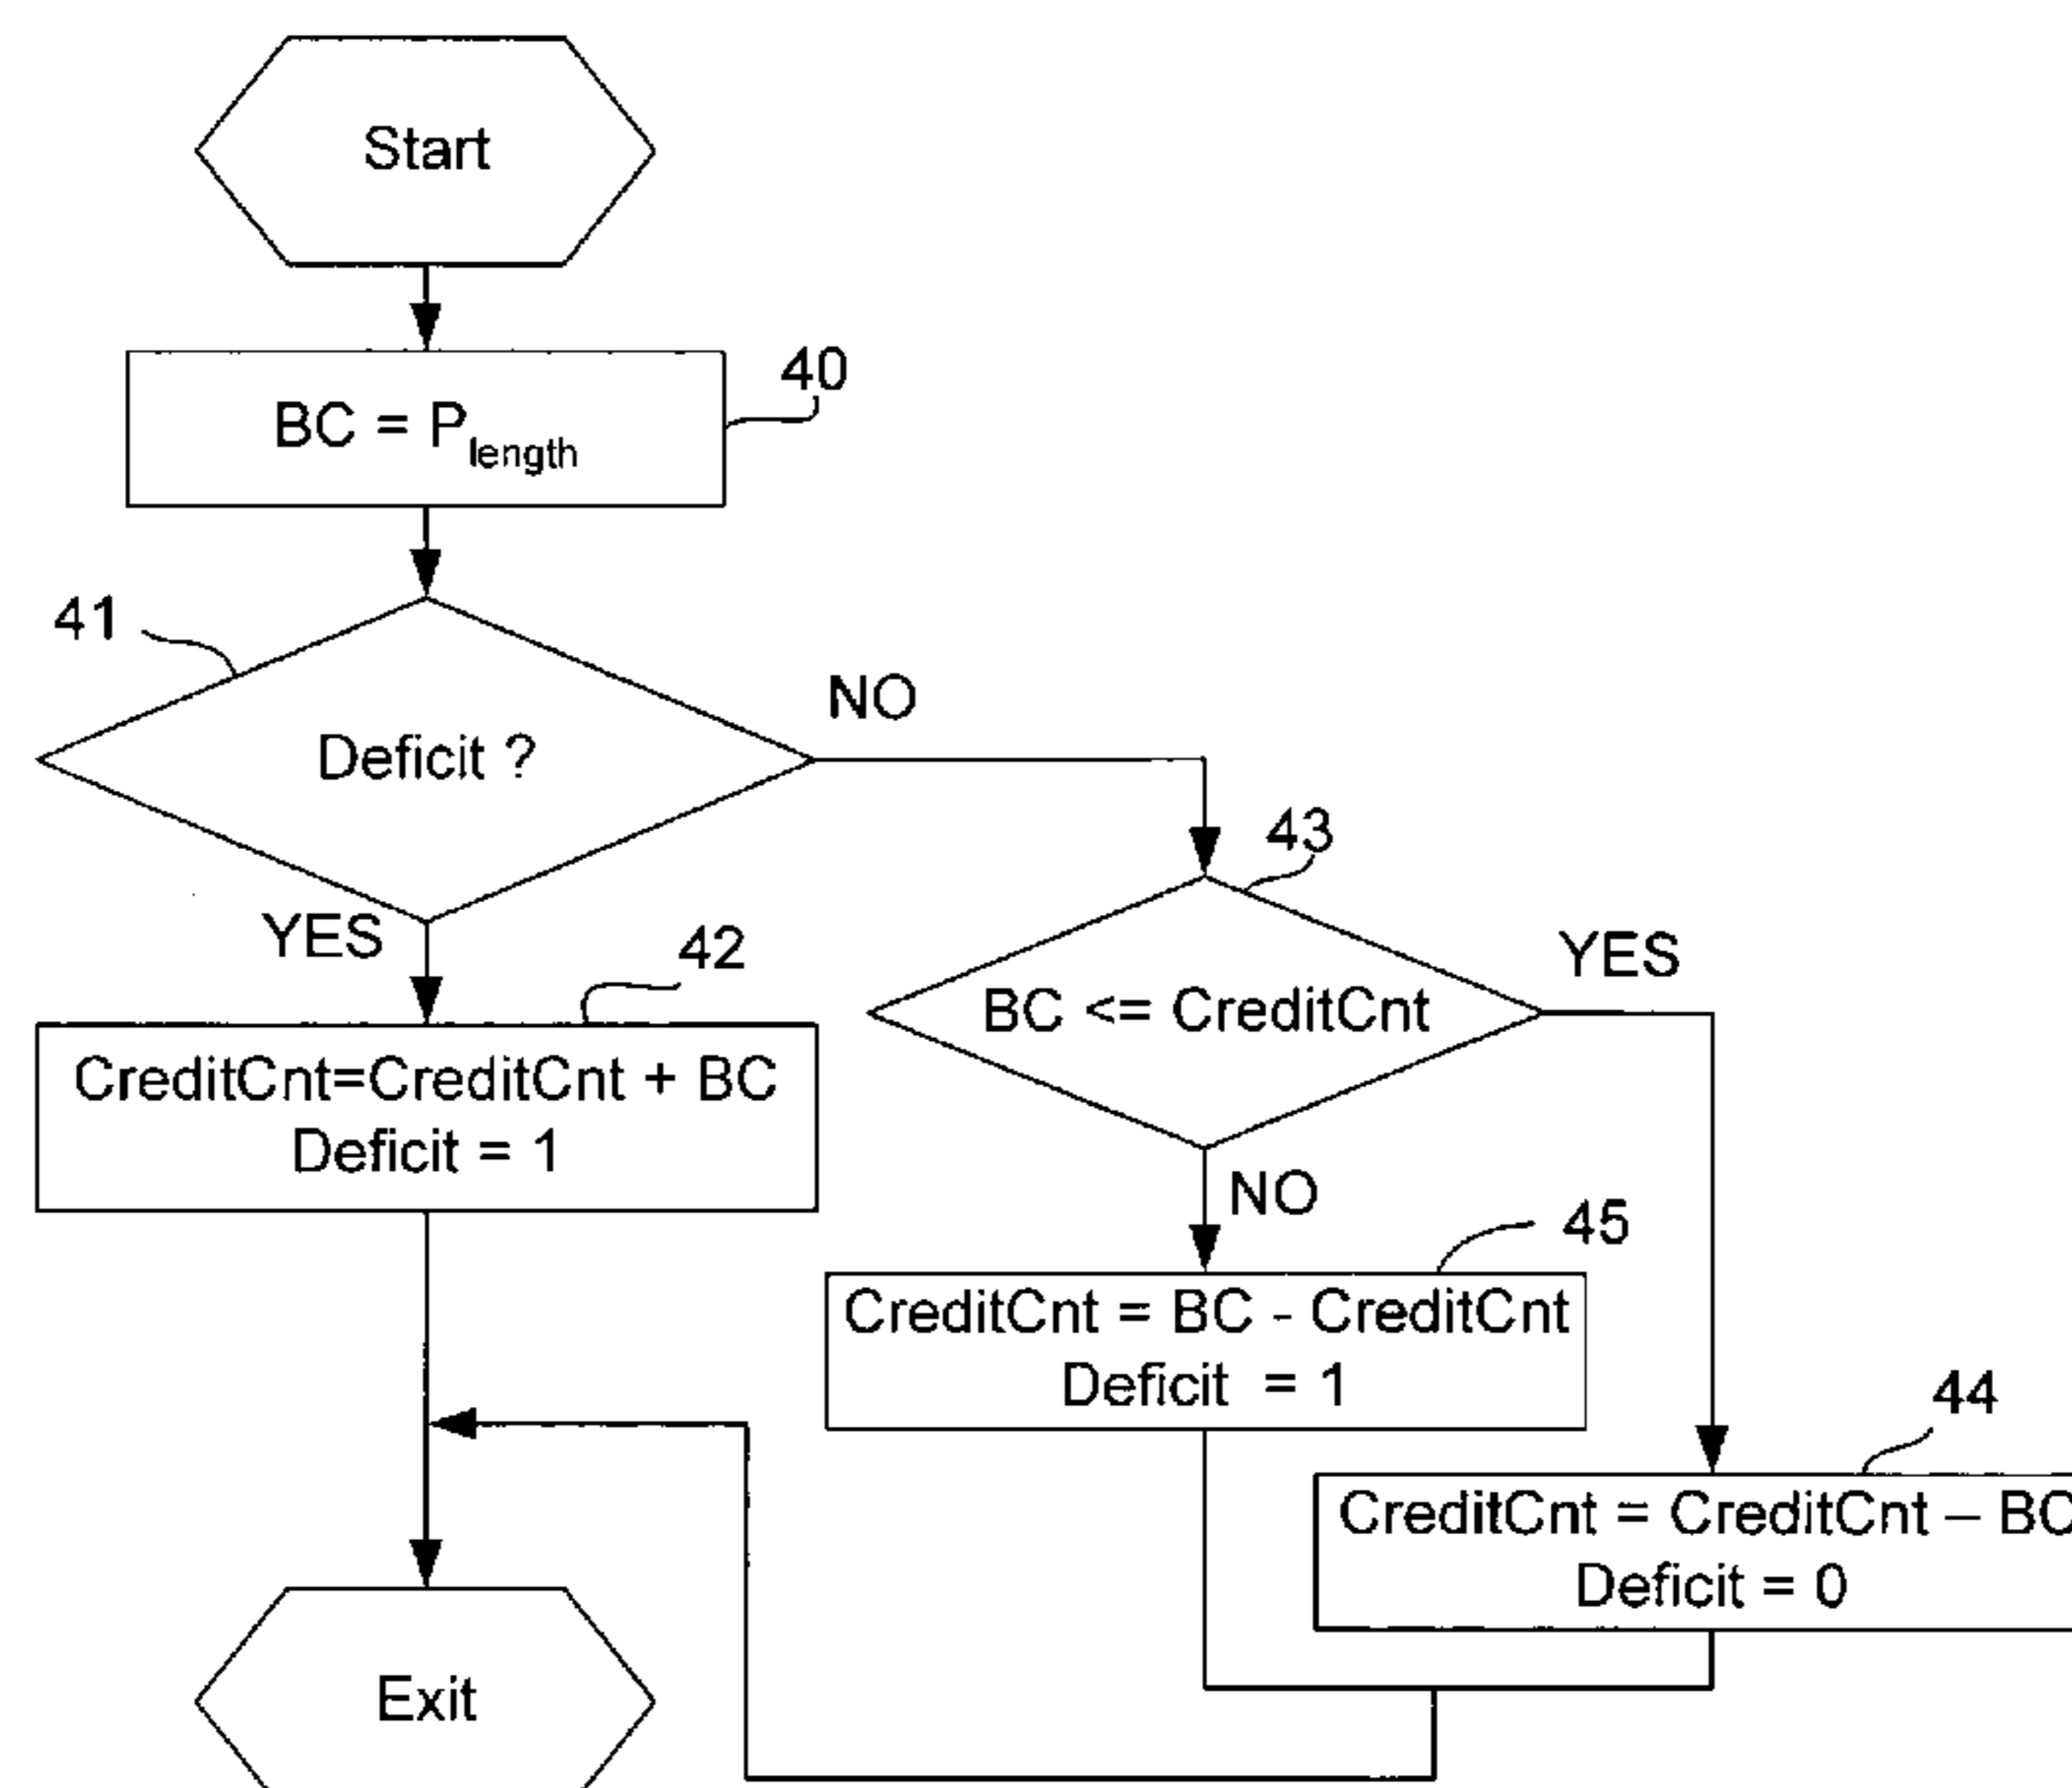 Start
40
BC = Plength
41
Deficit ?
NO
43
YES
42
BC <= CreditCnt
YES
CreditCnt=CreditCnt + BC
Deficit = 1
NO
45
CreditCnt = BC - CreditCnt
Deficit = 1
44
CreditCnt = CreditCnt – BC
Deficit = 0
Exit